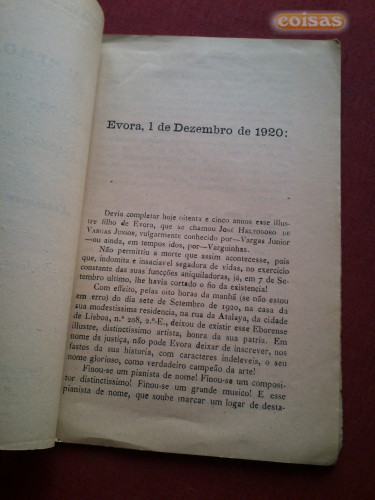 coisas
Evora, 1 de Dezembro de 1920:
Devia completar hoje oitenta e cinco annos esse illus-
tre filho de Evora, que se chamou JOSÉ HALTODORO DE
VARGAS JUNIOR, vulgarmente conhecido por—Vargas Junior
—ou ainda, em tempos idos, por—Varguinhas.
Não permittiu a morte que assim acontecesse, pois
que, indomita e insaciavel segadora de vidas, no exercicio
constante das suas funcções aniquiladoras, já, em 7 de Se-
tembro ultimo, lhe havia cortado o fio da existencia!
Com effeito, pelas oito horas da manhã (se não estou
em erro) do dia sete de Setembro de 1920, na casa da
sua modestissima residencia, na rua da Atalaya, da cidade
de Lisboa, n.º 208, 2.º-E., deixou de existir esse Eborense
illustre, distinctissimo artista, honra da sua patria. Em
nome da justiça, não pode Evora deixar de inscrever, nos
fastos da sua historia, com caracteres indeleveis, o seu
nome glorioso, como verdadeiro campeão da arte!
Finou-se um pianista de nome! Finou-se um compositor
distinctissimo! Finou-se um grande musico! E esse
pianista de nome, que soube marcar um logar de desta-